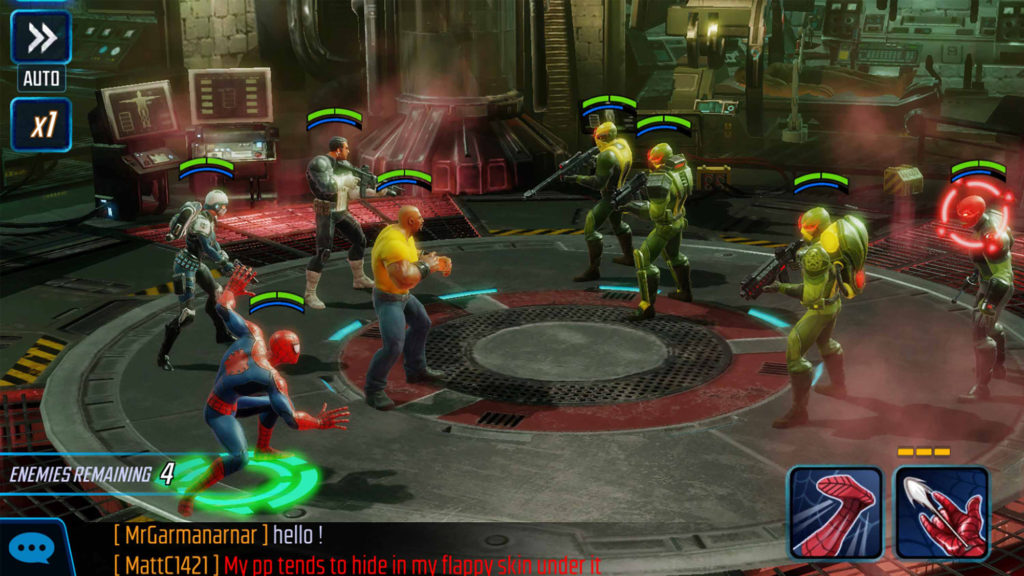 AUTO
x1
ENEMIES REMAINING 4
[ MrGarmanarnar ] hello !
[ MattC1421 ] My pp tends to hide in my flappy skin under it